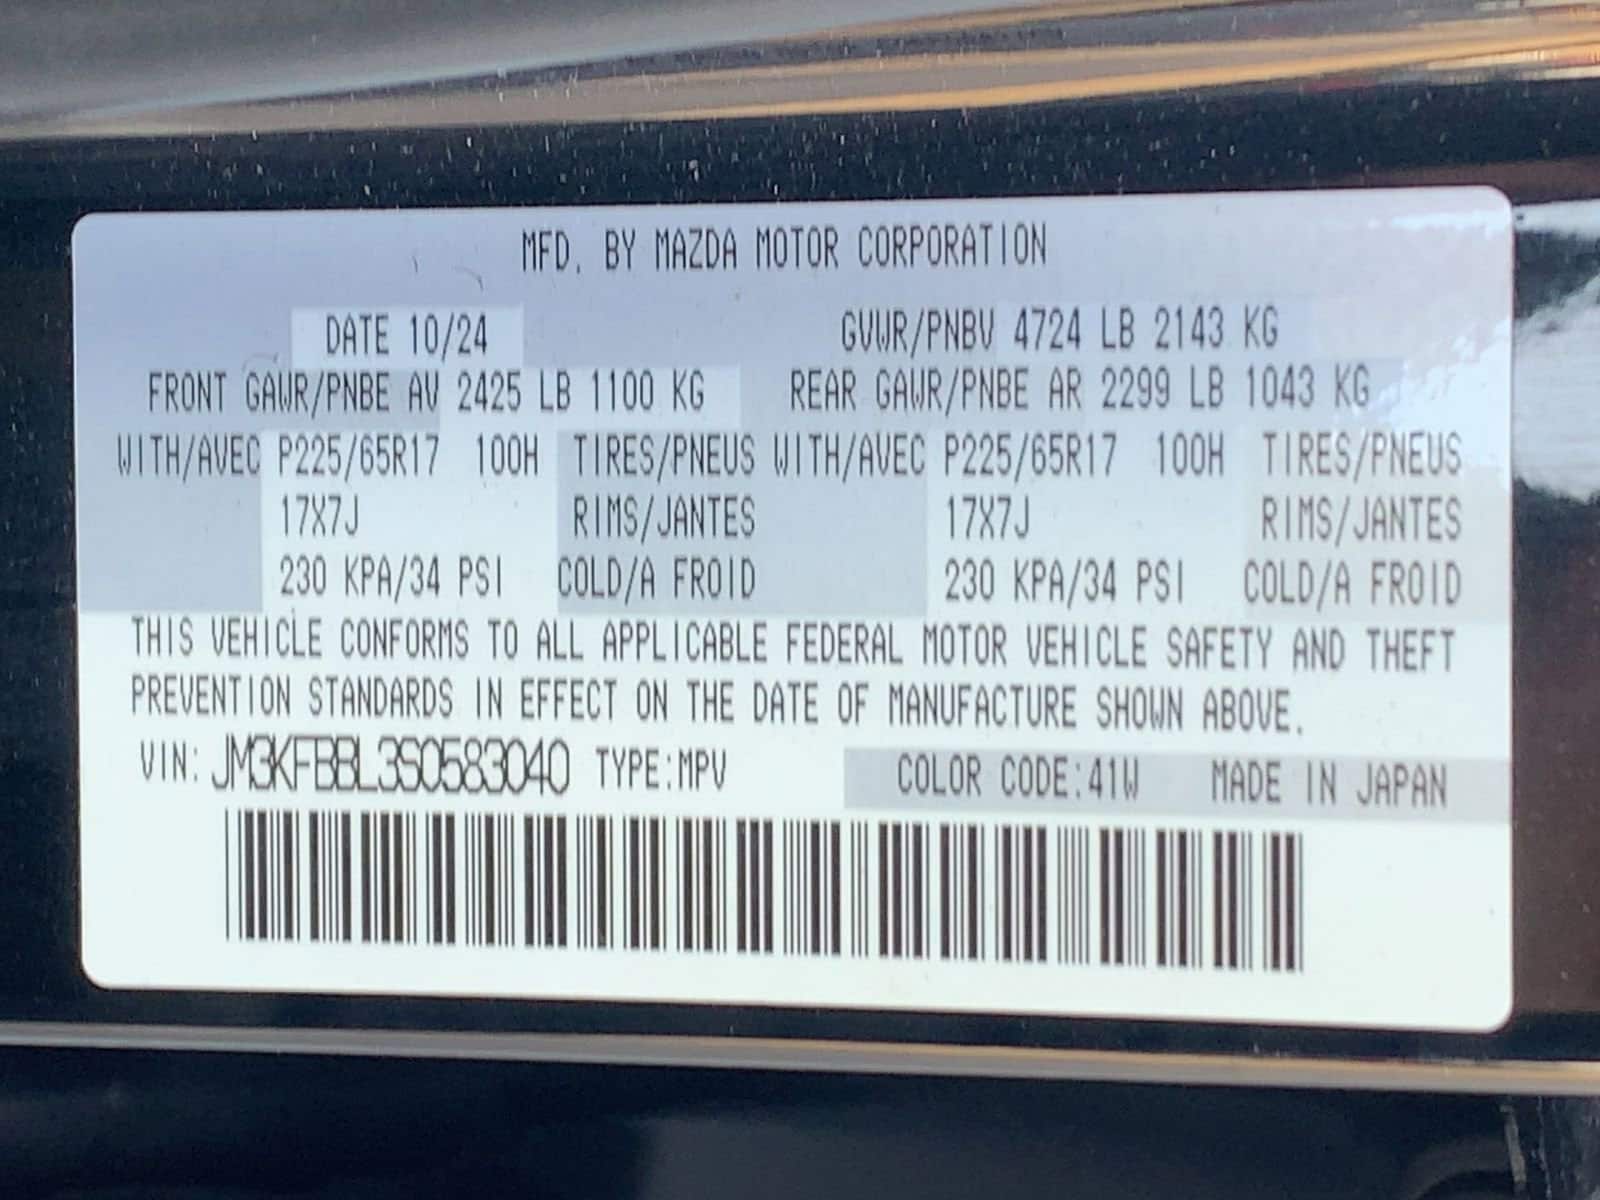 MFD. BY MAZDA MOTOR CORPORATION
DATE 10/24 GVWR/PNBV 4724 LB 2143 KG
FRONT GAWR/PNBE AV 2425 LB 1100 KG REAR GAWR/PNBE AR 2299 LB 1043 KG
WITH/AVEC P225/65R17 100H TIRES/PNEUS WITH/AVEC P225/65R17 100H TIRES/PNEUS
17X7J RIMS/JANTES 17X7J RIMS/JANTES
230 KPA/34 PSI COLD/A FROID 230 KPA/34 PSI COLD/A FROID
THIS VEHICLE CONFORMS TO ALL APPLICABLE FEDERAL MOTOR VEHICLE SAFETY AND THEFT
PREVENTION STANDARDS IN EFFECT ON THE DATE OF MANUFACTURE SHOWN ABOVE.
VIN: JM3KFBBL3S0583040 TYPE:MPV COLOR CODE:41W MADE IN JAPAN